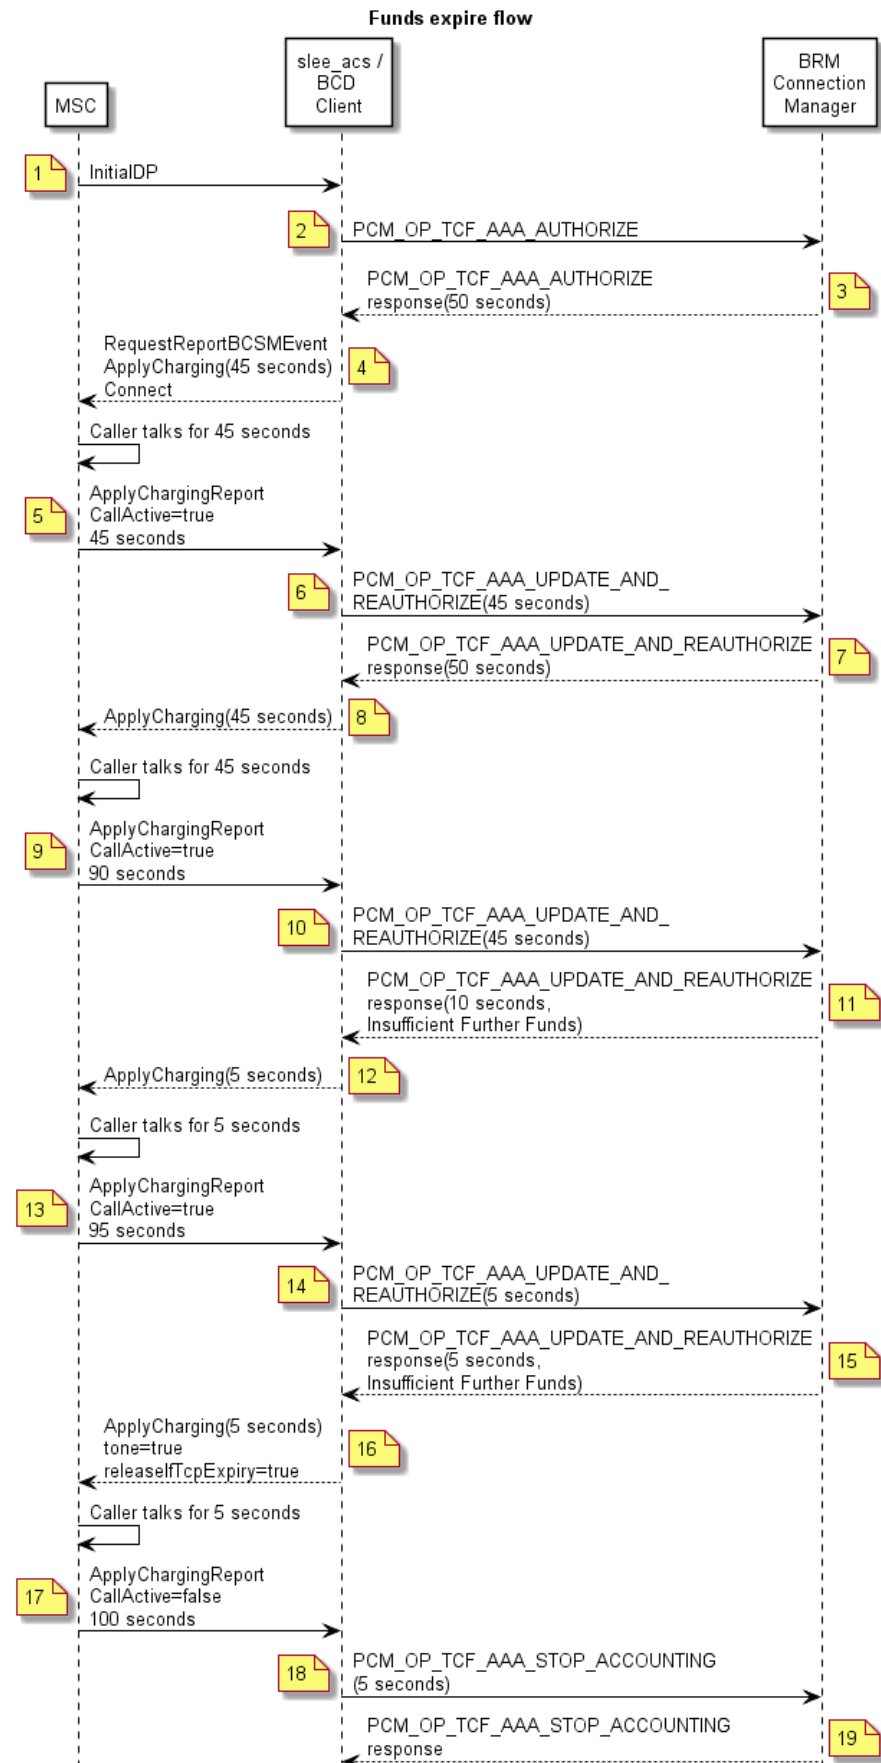 Funds expire flow
MSC
slee_acs /
BCD
Client
BRM
Connection
Manager
1
InitialDP
2
PCM_OP_TCF_AAA_AUTHORIZE
PCM_OP_TCF_AAA_AUTHORIZE
response(50 seconds)
3
RequestReportBCSMEvent
ApplyCharging(45 seconds)
Connect
4
Caller talks for 45 seconds
5
ApplyChargingReport
CallActive=true
45 seconds
6
PCM_OP_TCF_AAA_UPDATE_AND_
REAUTHORIZE(45 seconds)
PCM_OP_TCF_AAA_UPDATE_AND_REAUTHORIZE
response(50 seconds)
7
ApplyCharging(45 seconds)
8
Caller talks for 45 seconds
9
ApplyChargingReport
CallActive=true
90 seconds
10
PCM_OP_TCF_AAA_UPDATE_AND_
REAUTHORIZE(45 seconds)
PCM_OP_TCF_AAA_UPDATE_AND_REAUTHORIZE
response(10 seconds,
Insufficient Further Funds)
11
ApplyCharging(5 seconds)
12
Caller talks for 5 seconds
13
ApplyChargingReport
CallActive=true
95 seconds
14
PCM_OP_TCF_AAA_UPDATE_AND_
REAUTHORIZE(5 seconds)
PCM_OP_TCF_AAA_UPDATE_AND_REAUTHORIZE
response(5 seconds,
Insufficient Further Funds)
15
ApplyCharging(5 seconds)
tone=true
releaseIfTcpExpiry=true
16
Caller talks for 5 seconds
17
ApplyChargingReport
CallActive=false
100 seconds
18
PCM_OP_TCF_AAA_STOP_ACCOUNTING
(5 seconds)
PCM_OP_TCF_AAA_STOP_ACCOUNTING
response
19